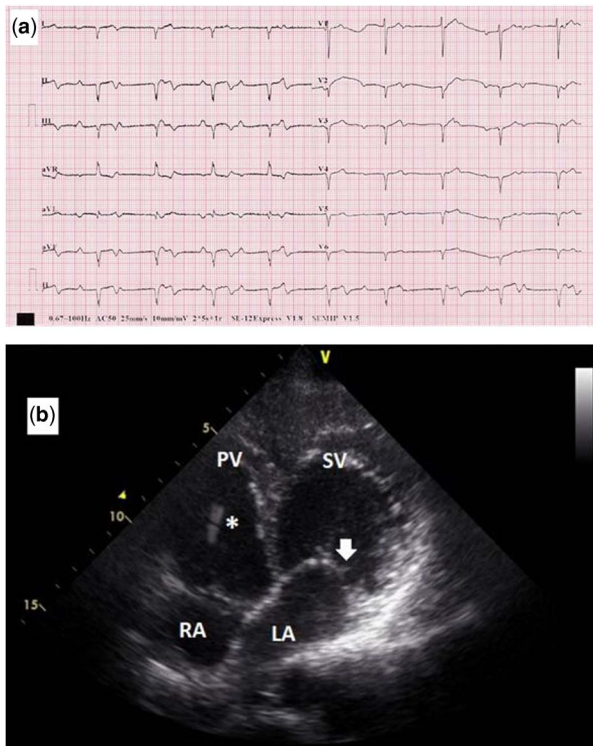 (a)
I
V1
II
V2
III
V3
aVR
V4
aVL
V5
aVF
V6
II
0.67-100Hz AC50 25mm/s 10mm/mV 2*5s+1r SE-12Express V1.8 SEMIP V1.5
(b)
V
5
PV
SV
10
*
15
RA
LA